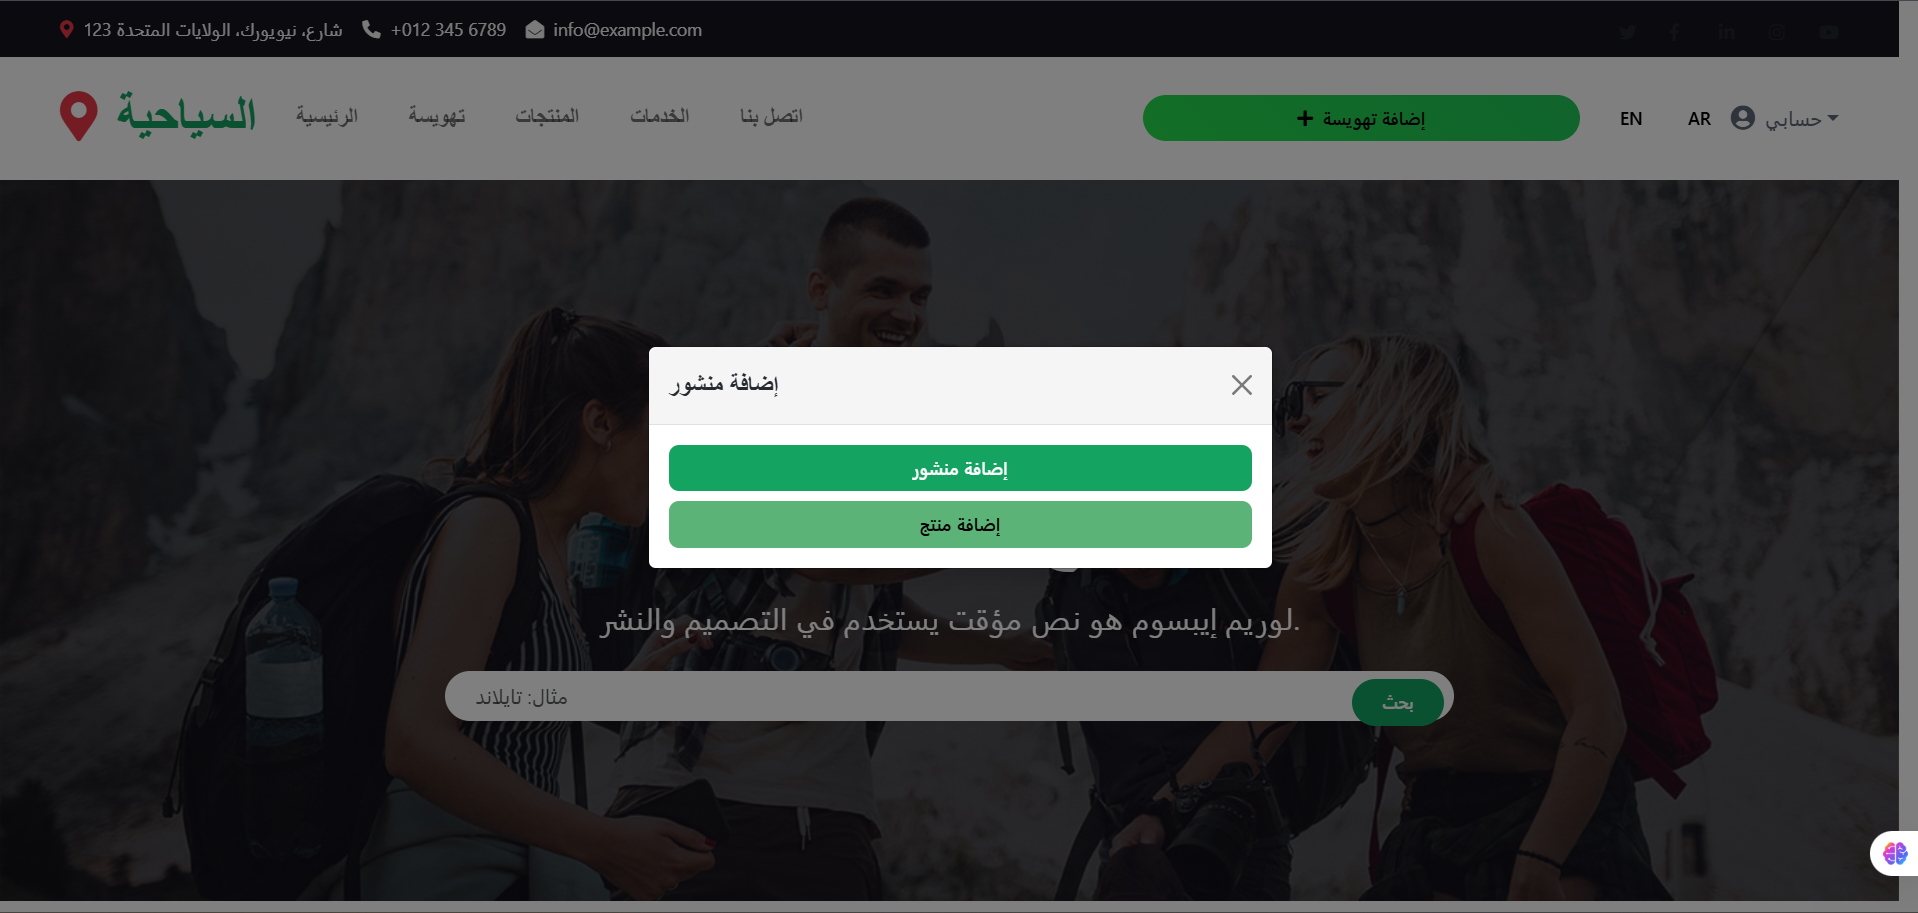 123 شارع، نيويورك، الولايات المتحدة
+012 345 6789
info@example.com
السياحية
الرئيسية
تهويسة
المنتجات
الخدمات
اتصل بنا
إضافة تهويسة
EN
AR
حسابي
إضافة منشور
إضافة منشور
إضافة منتج
لوريم إيبسوم هو نص مؤقت يستخدم في التصميم والنشر.
مثال: تايلاند
بحث